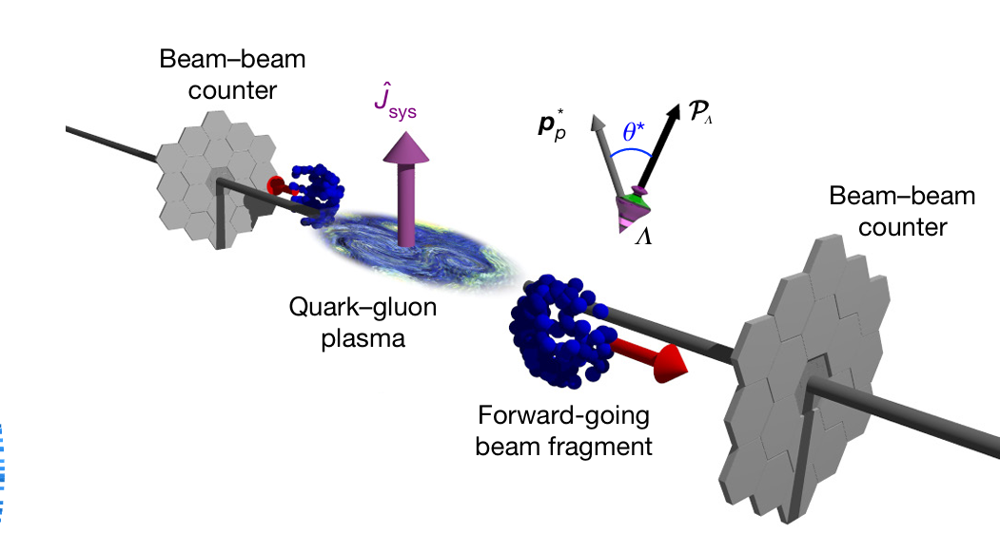 Beam–beam
counter
Ĵsys
p*p
θ*
𝒫Λ
Λ
Beam–beam
counter
Quark–gluon
plasma
Forward-going
beam fragment